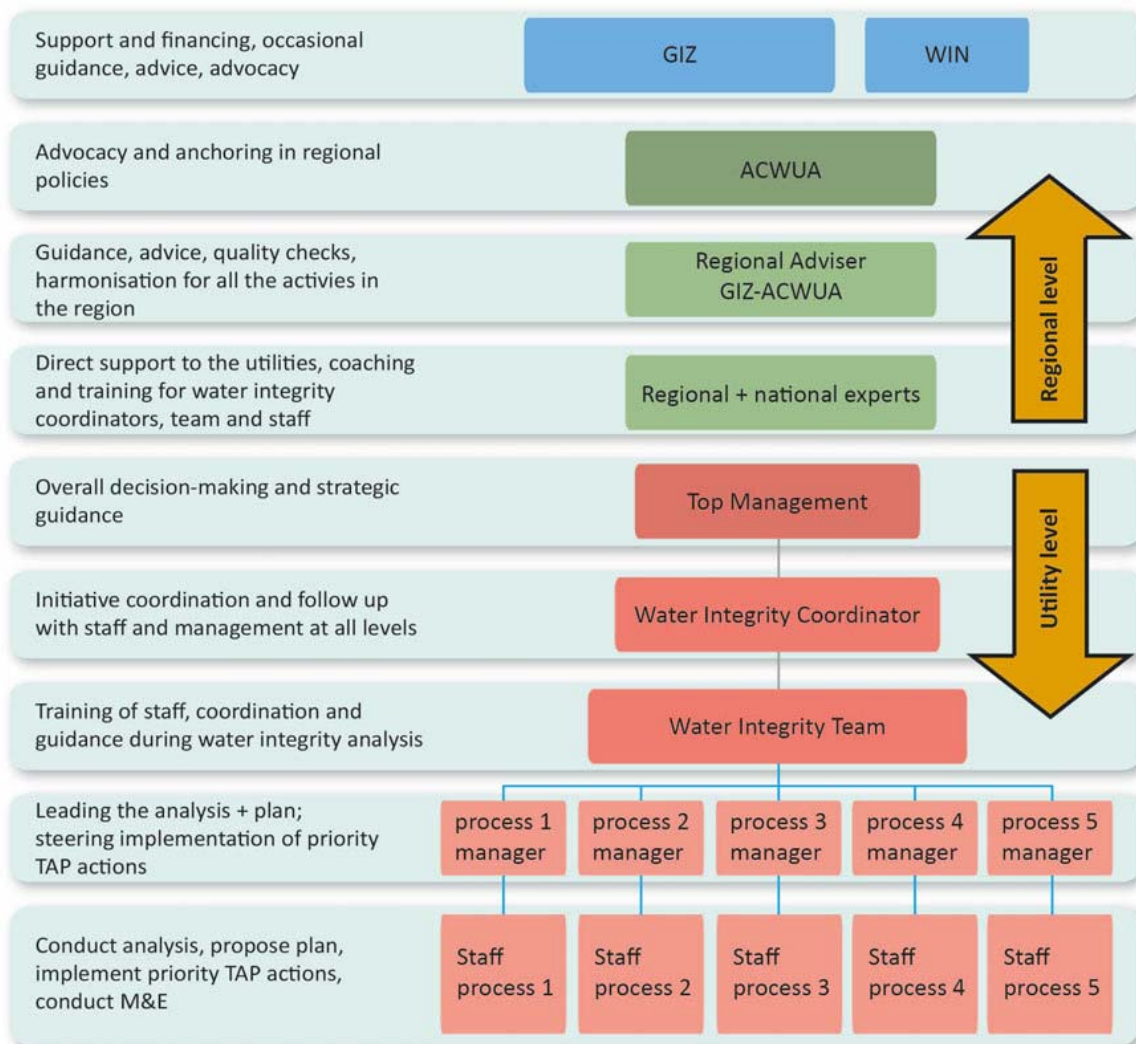 Support and financing, occasional
guidance, advice, advocacy
GIZ
WIN
Advocacy and anchoring in regional
policies
ACWUA
Guidance, advice, quality checks,
harmonisation for all the activies in
the region
Regional Adviser
GIZ-ACWUA
Direct support to the utilities, coaching
and training for water integrity
coordinators, team and staff
Regional + national experts
Regional level
Overall decision-making and strategic
guidance
Top Management
Initiative coordination and follow up
with staff and management at all levels
Water Integrity Coordinator
Utility level
Training of staff, coordination and
guidance during water integrity analysis
Water Integrity Team
Leading the analysis + plan;
steering implementation of priority
TAP actions
process 1
manager
process 2
manager
process 3
manager
process 4
manager
process 5
manager
Conduct analysis, propose plan,
implement priority TAP actions,
conduct M&E
Staff
process 1
Staff
process 2
Staff
process 3
Staff
process 4
Staff
process 5